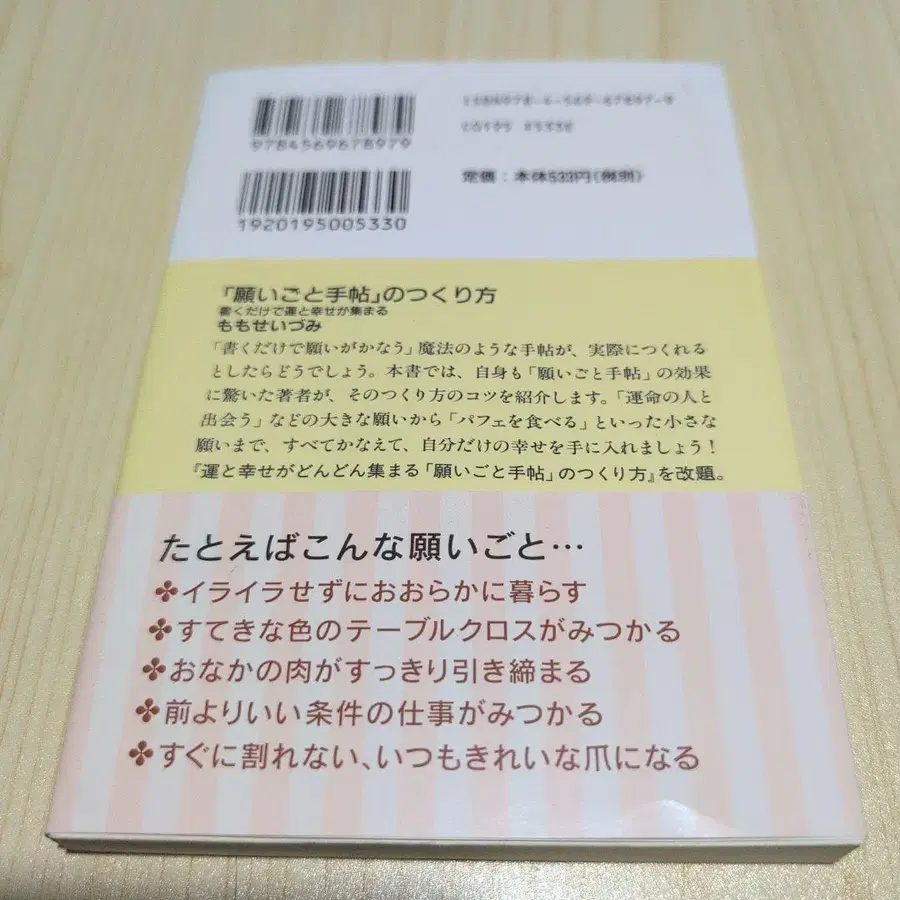 9784569678979
ISBN978-4-569-67897-9
C0195 ¥533E
1920195005330
定価：本体533円（税別）
「願いごと手帖」のつくり方
書くだけで運と幸せが集まる
ももせいづみ
「書くだけで願いがかなう」魔法のような手帖が、実際につくれる
としたらどうでしょう。本書では、自身も「願いごと手帖」の効果
に驚いた著者が、そのつくり方のコツを紹介します。「運命の人と
出会う」などの大きな願いから「パフェを食べる」といった小さな
願いまで、すべてかなえて、自分だけの幸せを手に入れましょう！
『運と幸せがどんどん集まる「願いごと手帖」のつくり方』を改題。
たとえばこんな願いごと…
イライラせずにおおらかに暮らす
すてきな色のテーブルクロスがみつかる
おなかの肉がすっきり引き締まる
前よりいい条件の仕事がみつかる
すぐに割れない、いつもきれいな爪になる